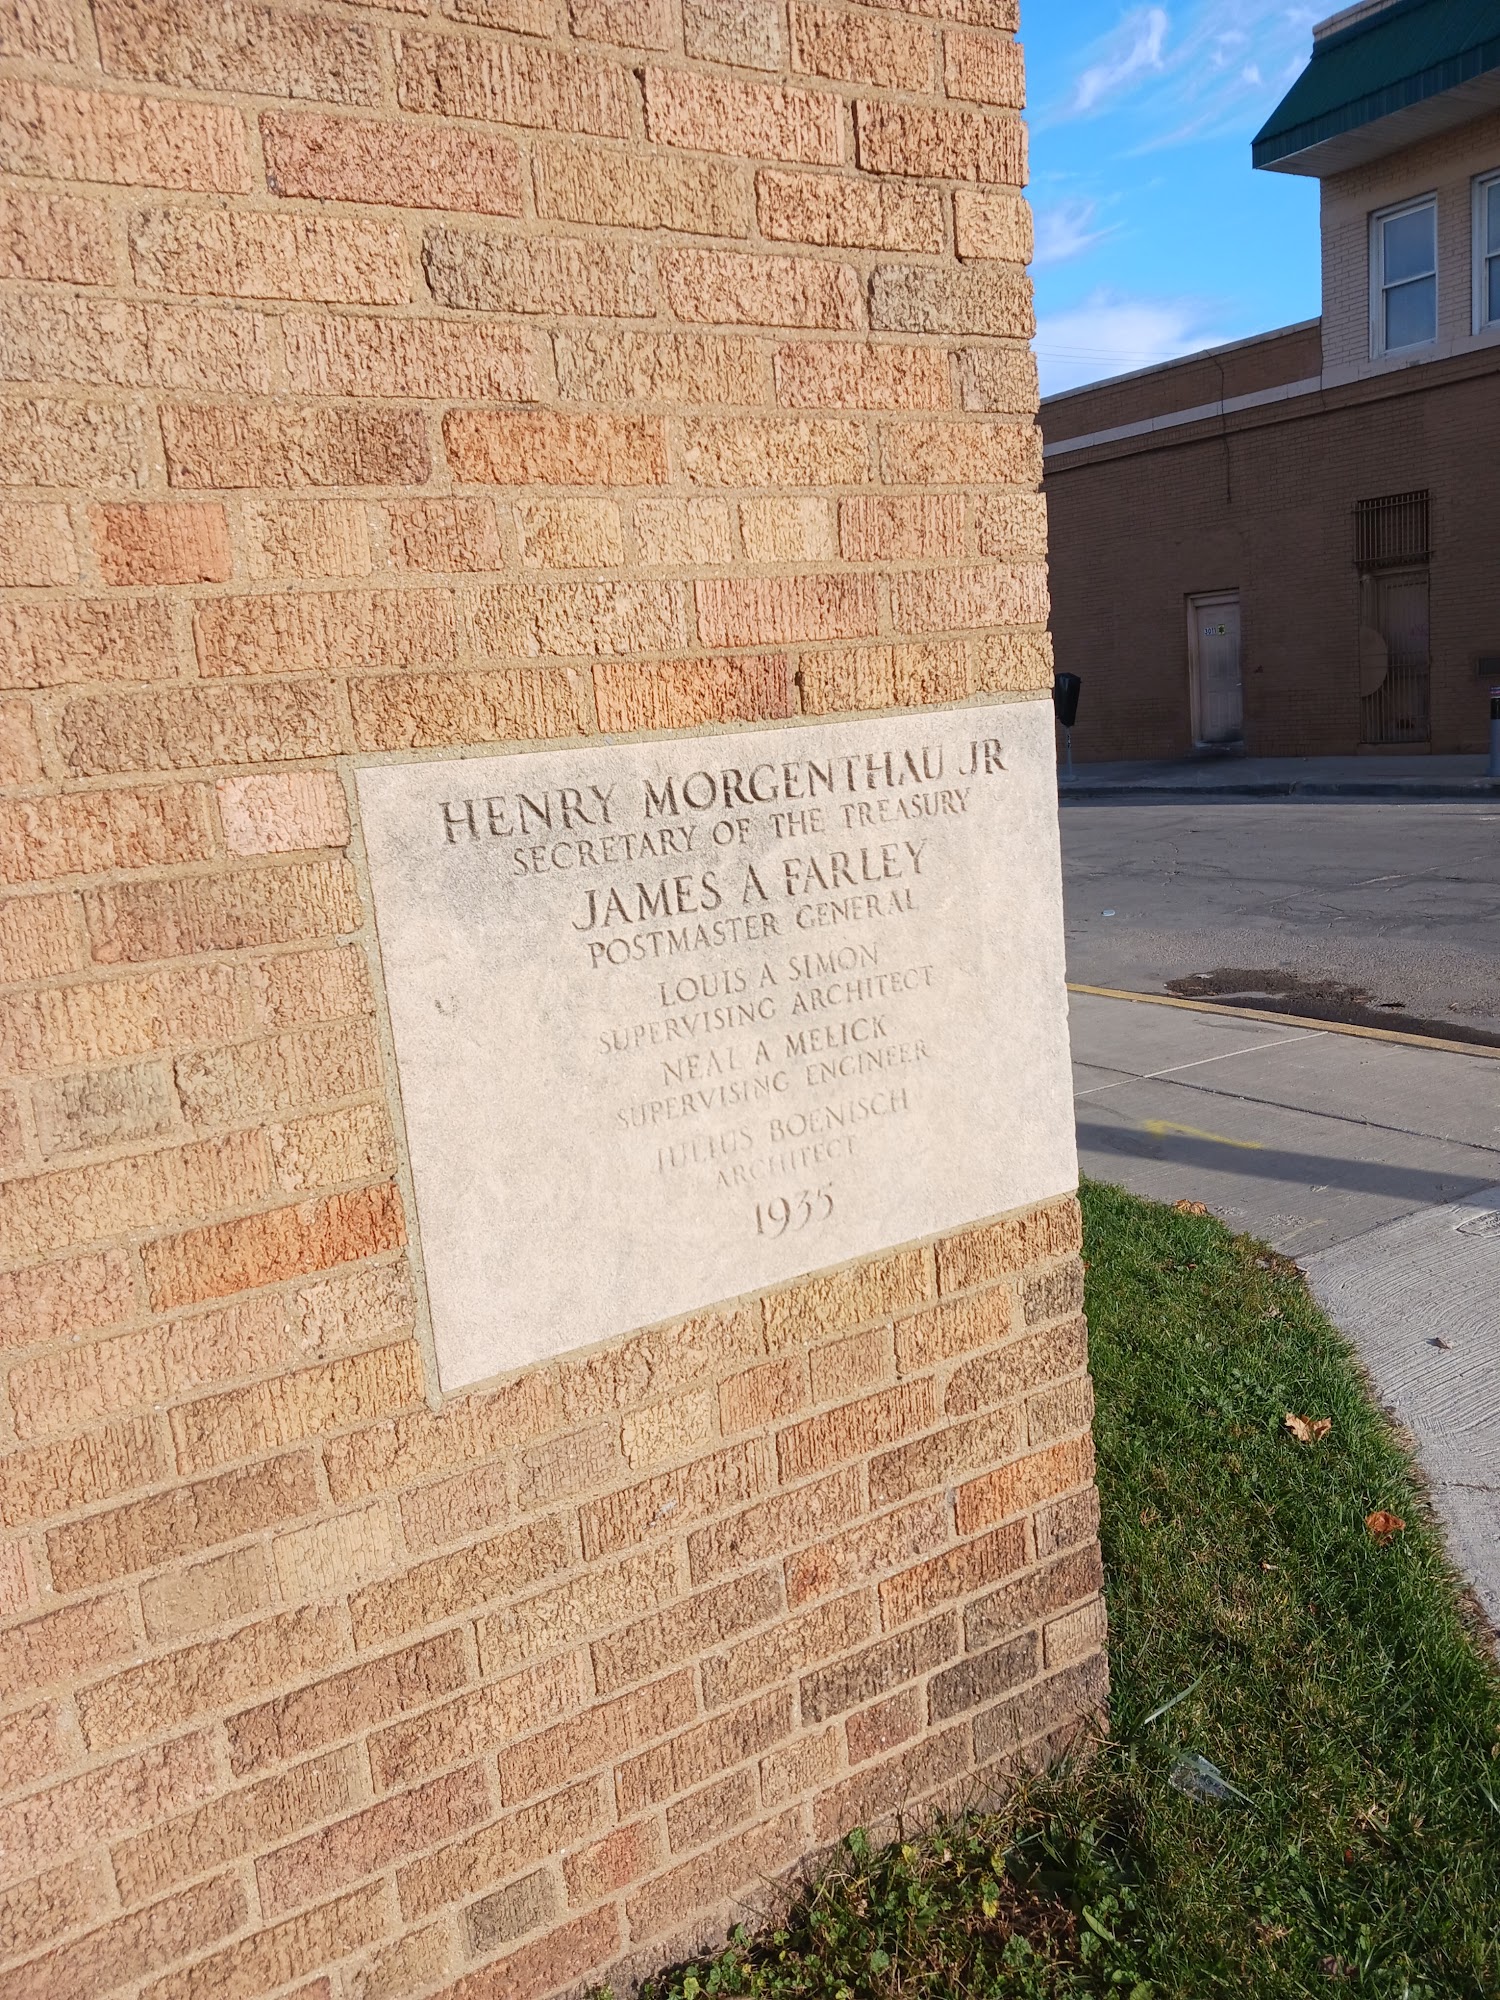 HENRY MORGENTHAU JR
SECRETARY OF THE TREASURY
JAMES A FARLEY
POSTMASTER GENERAL
LOUIS A SIMON
SUPERVISING ARCHITECT
NEAL A MELICK
SUPERVISING ENGINEER
JULIUS BOENISCH
ARCHITECT
1935
3011